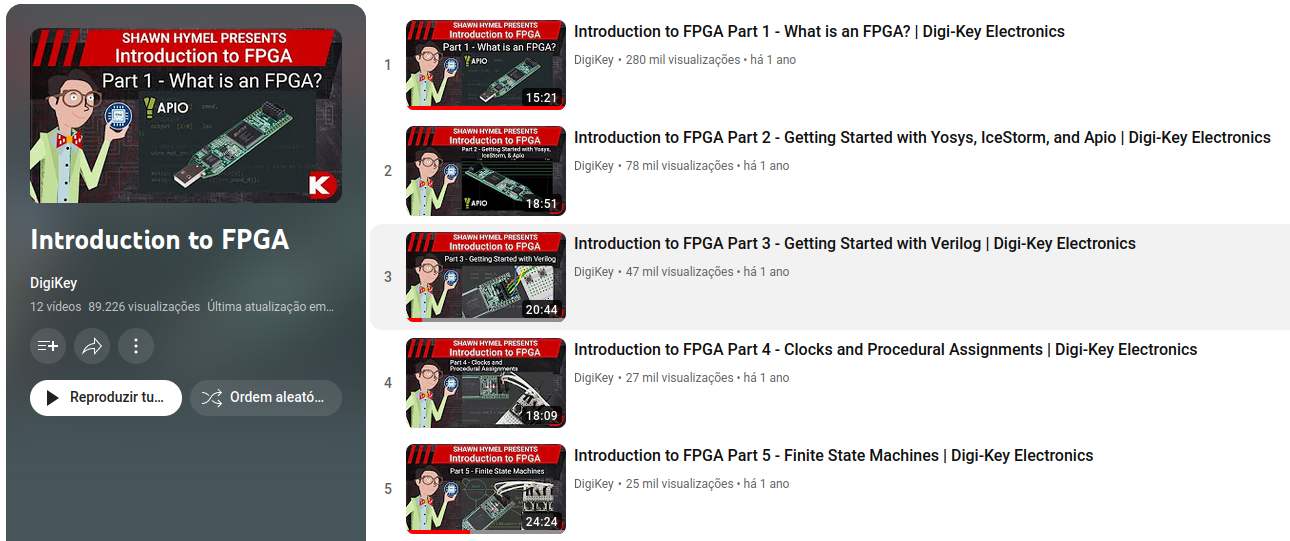 SHAWN HYMEL PRESENTS
Introduction to FPGA
Part 1 - What is an FPGA?
APIO
K
Introduction to FPGA
DigiKey
12 vídeos 89.226 visualizações Última atualização em...
Reproduzir tu...
Ordem aleató...
1
SHAWN HYMEL PRESENTS
Introduction to FPGA
Part 1 - What is an FPGA?
APIO
15:21
Introduction to FPGA Part 1 - What is an FPGA? | Digi-Key Electronics
DigiKey • 280 mil visualizações • há 1 ano
2
SHAWN HYMEL PRESENTS
Introduction to FPGA
Part 2 - Getting Started with Yosys,
IceStorm, & Apio
APIO
18:51
Introduction to FPGA Part 2 - Getting Started with Yosys, IceStorm, and Apio | Digi-Key Electronics
DigiKey • 78 mil visualizações • há 1 ano
3
SHAWN HYMEL PRESENTS
Introduction to FPGA
Part 3 - Getting Started with Verilog
20:44
Introduction to FPGA Part 3 - Getting Started with Verilog | Digi-Key Electronics
DigiKey • 47 mil visualizações • há 1 ano
4
SHAWN HYMEL PRESENTS
Introduction to FPGA
Part 4 - Clocks and
Procedural Assignments
18:09
Introduction to FPGA Part 4 - Clocks and Procedural Assignments | Digi-Key Electronics
DigiKey • 27 mil visualizações • há 1 ano
5
SHAWN HYMEL PRESENTS
Introduction to FPGA
Part 5 - Finite State Machines
24:24
Introduction to FPGA Part 5 - Finite State Machines | Digi-Key Electronics
DigiKey • 25 mil visualizações • há 1 ano